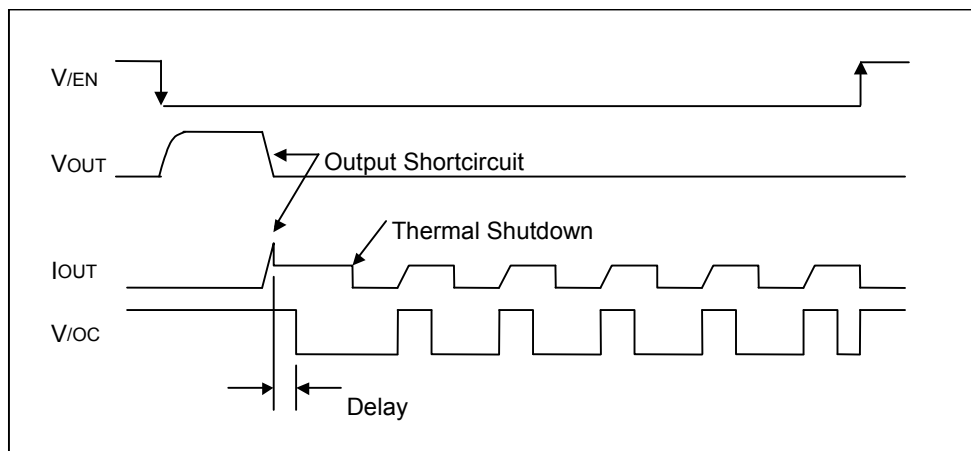 V/EN
VOUT
Output Shortcircuit
Thermal Shutdown
IOUT
V/OC
Delay